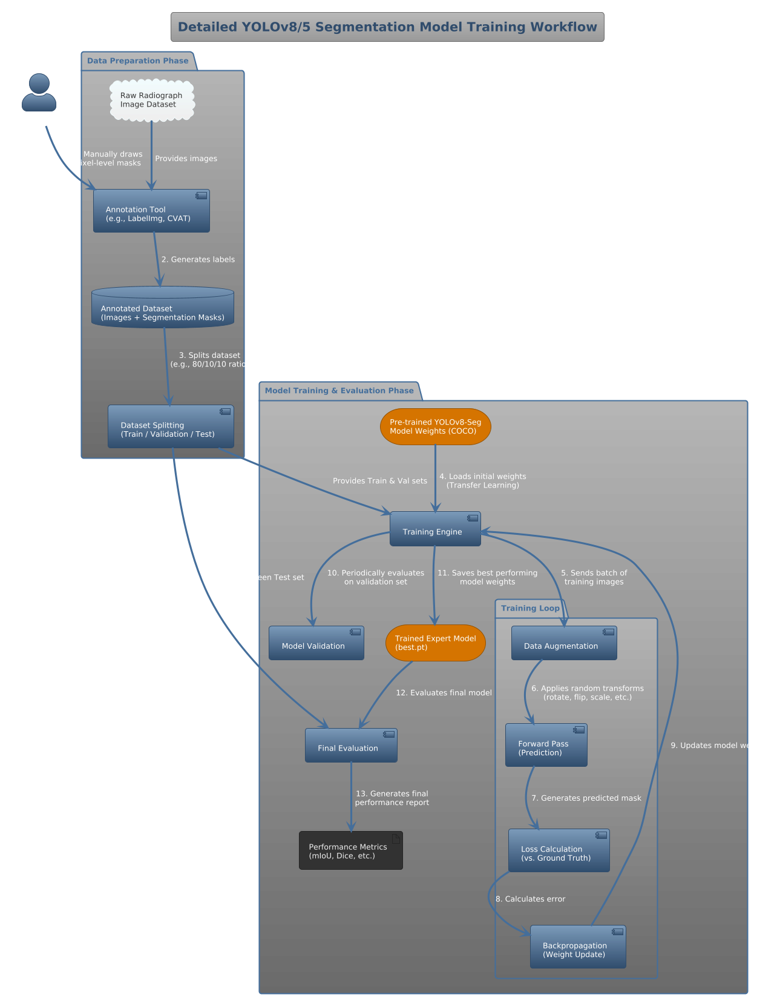 Detailed YOLOv8/5 Segmentation Model Training Workflow
Data Preparation Phase
Raw Radiograph
Image Dataset
Manually draws
ixel-level masks
Provides images
Annotation Tool
(e.g., LabelImg, CVAT)
2. Generates labels
Annotated Dataset
(Images + Segmentation Masks)
3. Splits dataset
(e.g., 80/10/10 ratio
Dataset Splitting
(Train / Validation / Test)
Model Training & Evaluation Phase
Pre-trained YOLOv8-Seg
Model Weights (COCO)
Provides Train & Val sets
4. Loads initial weights
(Transfer Learning)
Training Engine
een Test set
10. Periodically evaluates
on validation set
11. Saves best performing
model weights
5. Sends batch of
training images
Training Loop
Model Validation
Trained Expert Model
(best.pt)
Data Augmentation
12. Evaluates final model
6. Applies random transforms
(rotate, flip, scale, etc.)
Final Evaluation
Forward Pass
(Prediction)
9. Updates model we
13. Generates final
performance report
7. Generates predicted mask
Performance Metrics
(mIoU, Dice, etc.)
Loss Calculation
(vs. Ground Truth)
8. Calculates error
Backpropagation
(Weight Update)